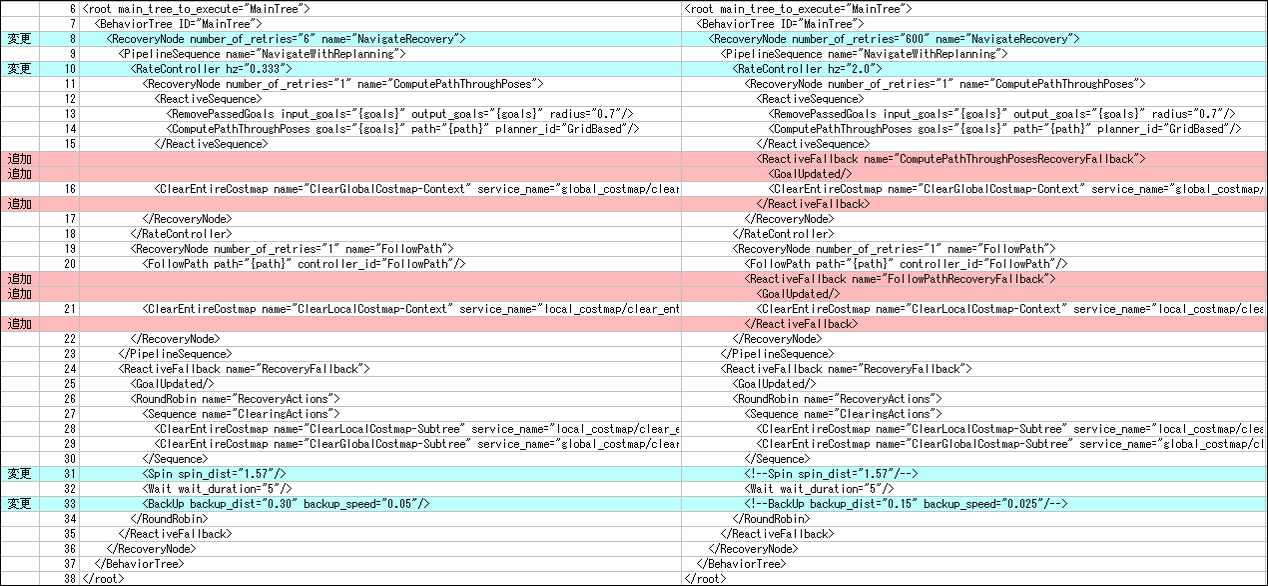 6 <root main_tree_to_execute="MainTree"> <root main_tree_to_execute="MainTree">
7 <BehaviorTree ID="MainTree"> <BehaviorTree ID="MainTree">
変更 8 <RecoveryNode number_of_retries="6" name="NavigateRecovery"> <RecoveryNode number_of_retries="600" name="NavigateRecovery">
9 <PipelineSequence name="NavigateWithReplanning"> <PipelineSequence name="NavigateWithReplanning">
変更 10 <RateController hz="0.333"> <RateController hz="2.0">
11 <RecoveryNode number_of_retries="1" name="ComputePathThroughPoses"> <RecoveryNode number_of_retries="1" name="ComputePathThroughPoses">
12 <ReactiveSequence> <ReactiveSequence>
13 <RemovePassedGoals input_goals="{goals}" output_goals="{goals}" radius="0.7"/> <RemovePassedGoals input_goals="{goals}" output_goals="{goals}" radius="0.7"/>
14 <ComputePathThroughPoses goals="{goals}" path="{path}" planner_id="GridBased"/> <ComputePathThroughPoses goals="{goals}" path="{path}" planner_id="GridBased"/>
15 </ReactiveSequence> </ReactiveSequence>
追加 <ReactiveFallback name="ComputePathThroughPosesRecoveryFallback">
追加 <GoalUpdated/>
16 <ClearEntireCostmap name="ClearGlobalCostmap-Context" service_name="global_costmap/clear <ClearEntireCostmap name="ClearGlobalCostmap-Context" service_name="global_costmap/
追加 </ReactiveFallback>
17 </RecoveryNode> </RecoveryNode>
18 </RateController> </RateController>
19 <RecoveryNode number_of_retries="1" name="FollowPath"> <RecoveryNode number_of_retries="1" name="FollowPath">
20 <FollowPath path="{path}" controller_id="FollowPath"/> <FollowPath path="{path}" controller_id="FollowPath"/>
追加 <ReactiveFallback name="FollowPathRecoveryFallback">
追加 <GoalUpdated/>
21 <ClearEntireCostmap name="ClearLocalCostmap-Context" service_name="local_costmap/clear_ent <ClearEntireCostmap name="ClearLocalCostmap-Context" service_name="local_costmap/clea
追加 </ReactiveFallback>
22 </RecoveryNode> </RecoveryNode>
23 </PipelineSequence> </PipelineSequence>
24 <ReactiveFallback name="RecoveryFallback"> <ReactiveFallback name="RecoveryFallback">
25 <GoalUpdated/> <GoalUpdated/>
26 <RoundRobin name="RecoveryActions"> <RoundRobin name="RecoveryActions">
27 <Sequence name="ClearingActions"> <Sequence name="ClearingActions">
28 <ClearEntireCostmap name="ClearLocalCostmap-Subtree" service_name="local_costmap/clear_e <ClearEntireCostmap name="ClearLocalCostmap-Subtree" service_name="local_costmap/clea
29 <ClearEntireCostmap name="ClearGlobalCostmap-Subtree" service_name="global_costmap/clear <ClearEntireCostmap name="ClearGlobalCostmap-Subtree" service_name="global_costmap/cl
30 </Sequence> </Sequence>
変更 31 <Spin spin_dist="1.57"/> <!--Spin spin_dist="1.57"/-->
32 <Wait wait_duration="5"/> <Wait wait_duration="5"/>
変更 33 <BackUp backup_dist="0.30" backup_speed="0.05"/> <!--BackUp backup_dist="0.15" backup_speed="0.025"/-->
34 </RoundRobin> </RoundRobin>
35 </ReactiveFallback> </ReactiveFallback>
36 </RecoveryNode> </RecoveryNode>
37 </BehaviorTree> </BehaviorTree>
38 </root> </root>